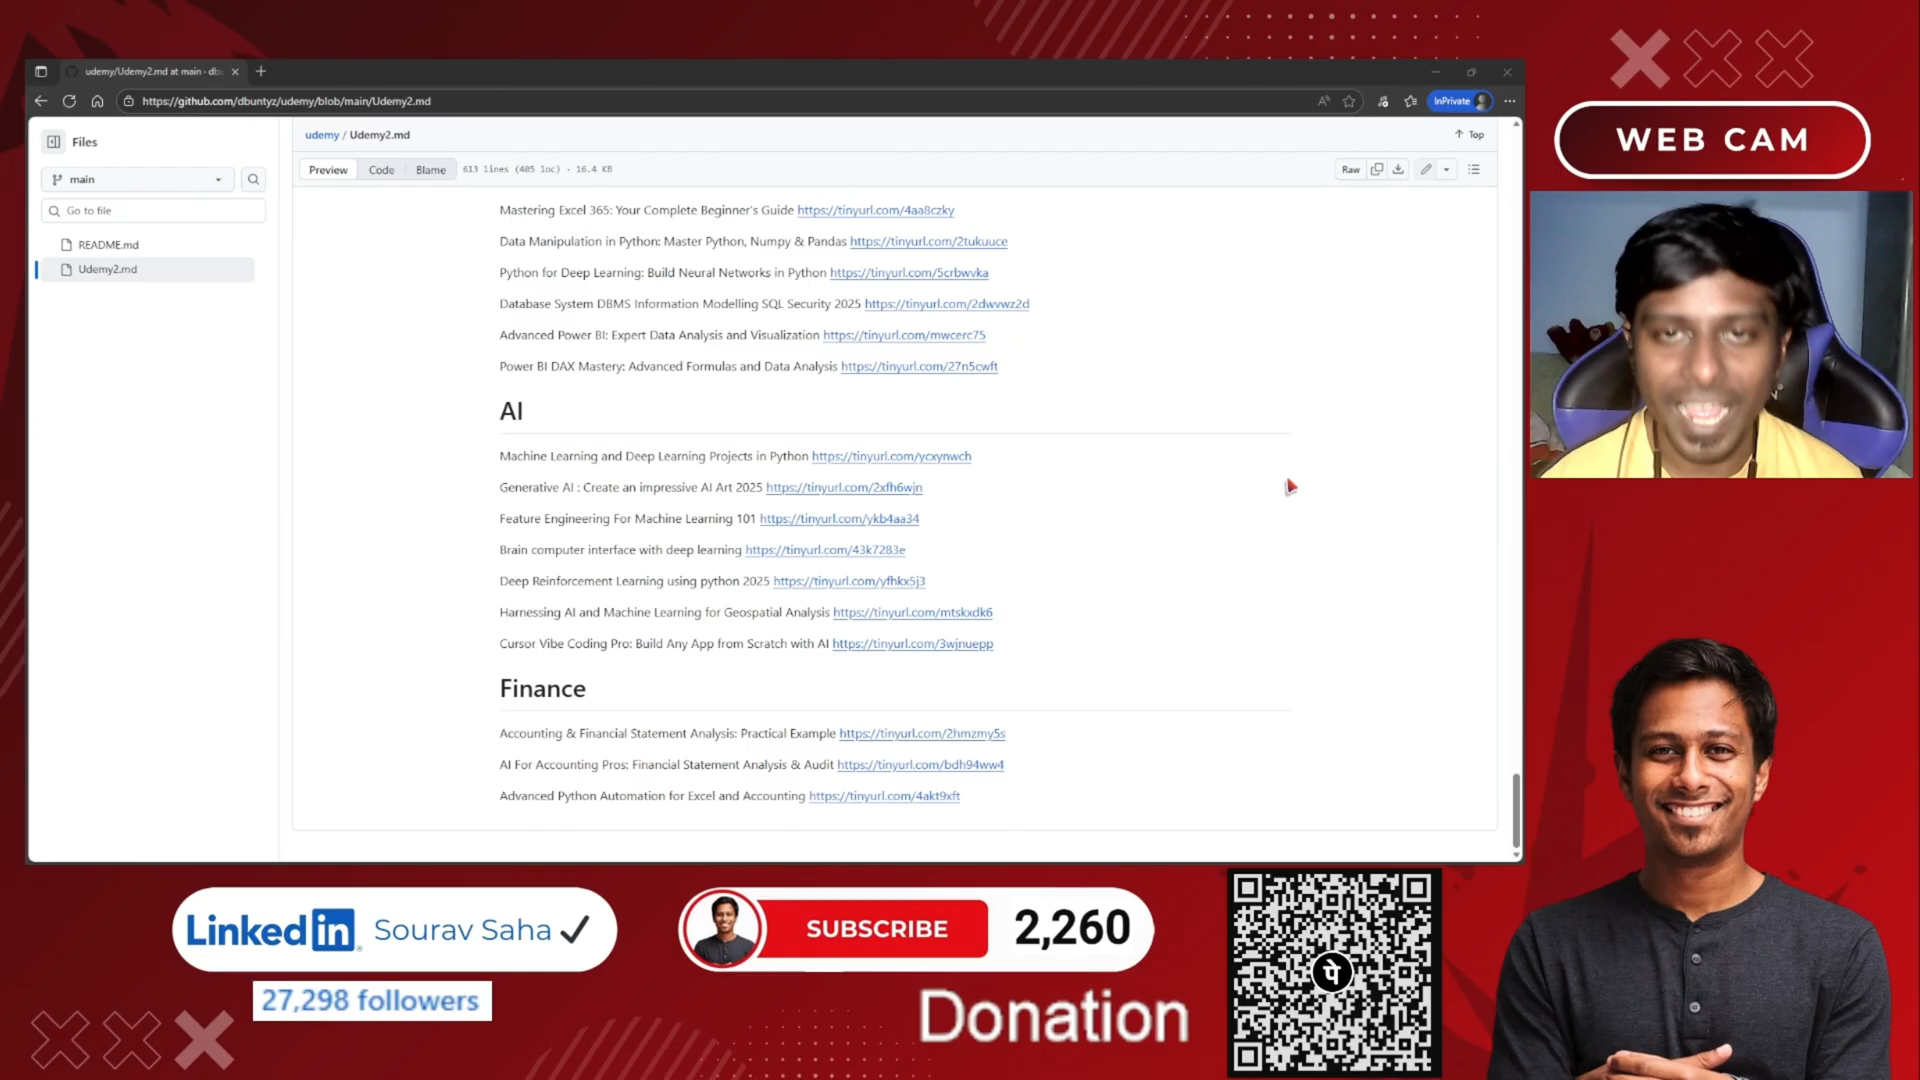 udemy/Udemy2.md at main · dbu
https://github.com/dbuntyz/udemy/blob/main/Udemy2.md
InPrivate
WEB CAM
Files
udemy / Udemy2.md
Top
main
Preview Code Blame 613 lines (405 loc) · 16.4 KB
Raw
Go to file
README.md
Udemy2.md
Mastering Excel 365: Your Complete Beginner's Guide https://tinyurl.com/4aa8czky
Data Manipulation in Python: Master Python, Numpy & Pandas https://tinyurl.com/2tukuuce
Python for Deep Learning: Build Neural Networks in Python https://tinyurl.com/5crbwvka
Database System DBMS Information Modelling SQL Security 2025 https://tinyurl.com/2dwvwz2d
Advanced Power BI: Expert Data Analysis and Visualization https://tinyurl.com/mwcerc75
Power BI DAX Mastery: Advanced Formulas and Data Analysis https://tinyurl.com/27n5cwft
AI
Machine Learning and Deep Learning Projects in Python https://tinyurl.com/ycxynwch
Generative AI : Create an impressive AI Art 2025 https://tinyurl.com/2xfh6wjn
Feature Engineering For Machine Learning 101 https://tinyurl.com/ykb4aa34
Brain computer interface with deep learning https://tinyurl.com/43k7283e
Deep Reinforcement Learning using python 2025 https://tinyurl.com/yfhkx5j3
Harnessing AI and Machine Learning for Geospatial Analysis https://tinyurl.com/mtskxdk6
Cursor Vibe Coding Pro: Build Any App from Scratch with AI https://tinyurl.com/3wjnuepp
Finance
Accounting & Financial Statement Analysis: Practical Example https://tinyurl.com/2hmzmy5s
AI For Accounting Pros: Financial Statement Analysis & Audit https://tinyurl.com/bdh94ww4
Advanced Python Automation for Excel and Accounting https://tinyurl.com/4akt9xft
LinkedIn Sourav Saha
27,298 followers
SUBSCRIBE 2,260
Donation
पे